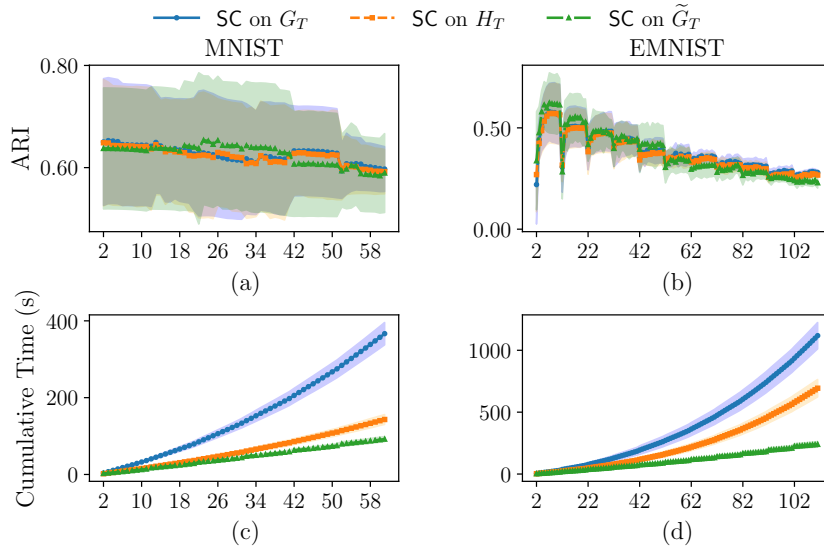 SC on G_T SC on H_T SC on G̃_T
MNIST EMNIST
ARI
0.80
0.60
2 10 18 26 34 42 50 58
(a)
0.50
0.00
2 22 42 62 82 102
(b)
Cumulative Time (s)
400
200
0
2 10 18 26 34 42 50 58
(c)
1000
500
0
2 22 42 62 82 102
(d)